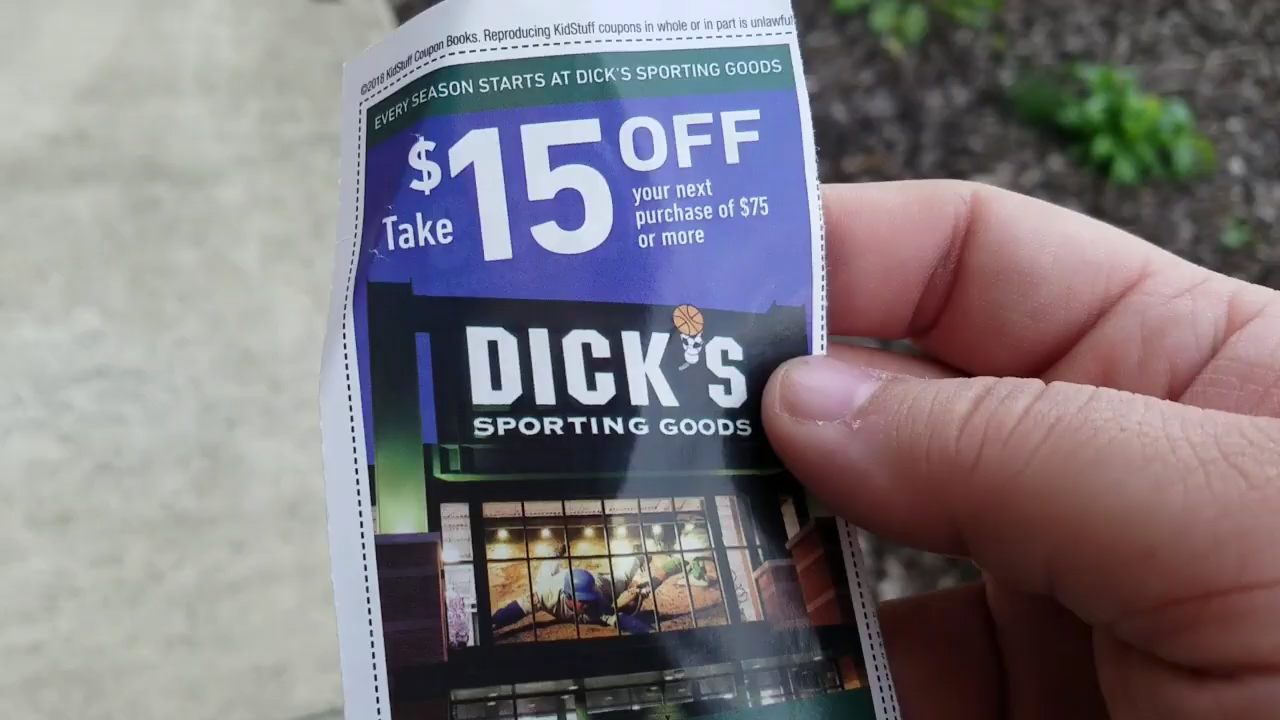 ©2018 KidStuff Coupon Books. Reproducing KidStuff coupons in whole or in part is unlawful
EVERY SEASON STARTS AT DICK'S SPORTING GOODS
Take $15 OFF
your next
purchase of $75
or more
DICK'S
SPORTING GOODS